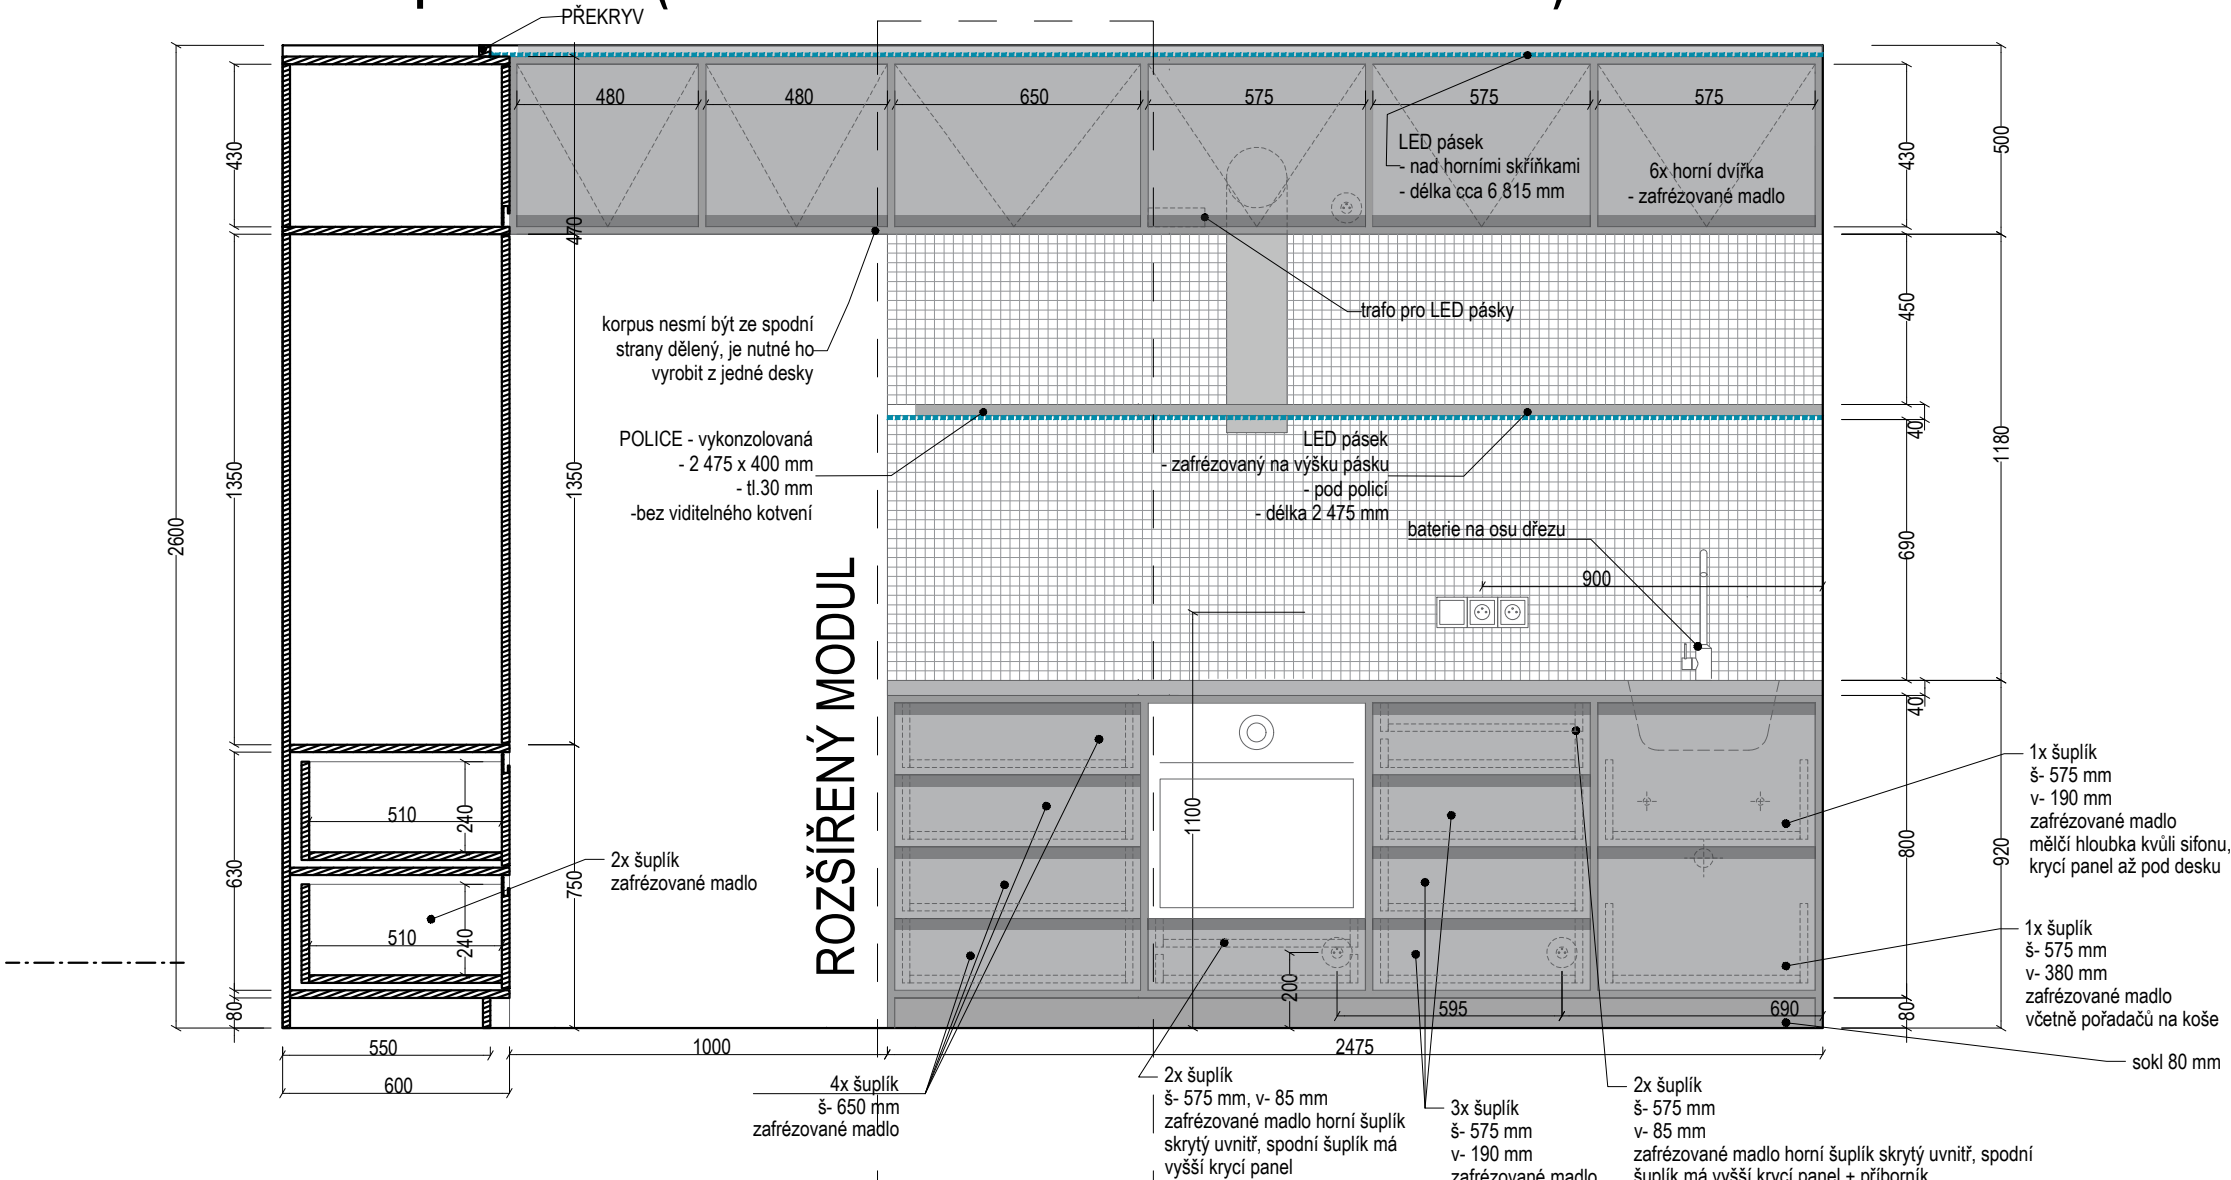 PŘEKRYV
480
480
650
575
575
575
LED pásek
- nad horními skříňkami
- délka cca 6 815 mm
6x horní dvířka
- zafrézované madlo
430
470
430
500
korpus nesmí být ze spodní
strany dělený, je nutné ho
vyrobit z jedné desky
trafo pro LED pásky
450
POLICE - vykonzolovaná
- 2 475 x 400 mm
- tl.30 mm
-bez viditelného kotvení
LED pásek
- zafrézovaný na výšku pásku
- pod policí
- délka 2 475 mm
40
1180
2600
1350
1350
baterie na osu dřezu
900
690
ROZŠÍŘENÝ MODUL
1100
40
510
240
510
240
630
750
2x šuplík
zafrézované madlo
800
920
1x šuplík
š- 575 mm
v- 190 mm
zafrézované madlo
mělčí hloubka kvůli sifonu,
krycí panel až pod desku
1x šuplík
š- 575 mm
v- 380 mm
zafrézované madlo
včetně pořadačů na koše
80
200
595
690
80
sokl 80 mm
550
600
1000
2475
4x šuplík
š- 650 mm
zafrézované madlo
2x šuplík
š- 575 mm, v- 85 mm
zafrézované madlo horní šuplík
skrytý uvnitř, spodní šuplík má
vyšší krycí panel
3x šuplík
š- 575 mm
v- 190 mm
zafrézované madlo
2x šuplík
š- 575 mm
v- 85 mm
zafrézované madlo horní šuplík skrytý uvnitř, spodní
šuplík má vyšší krycí panel + příborník